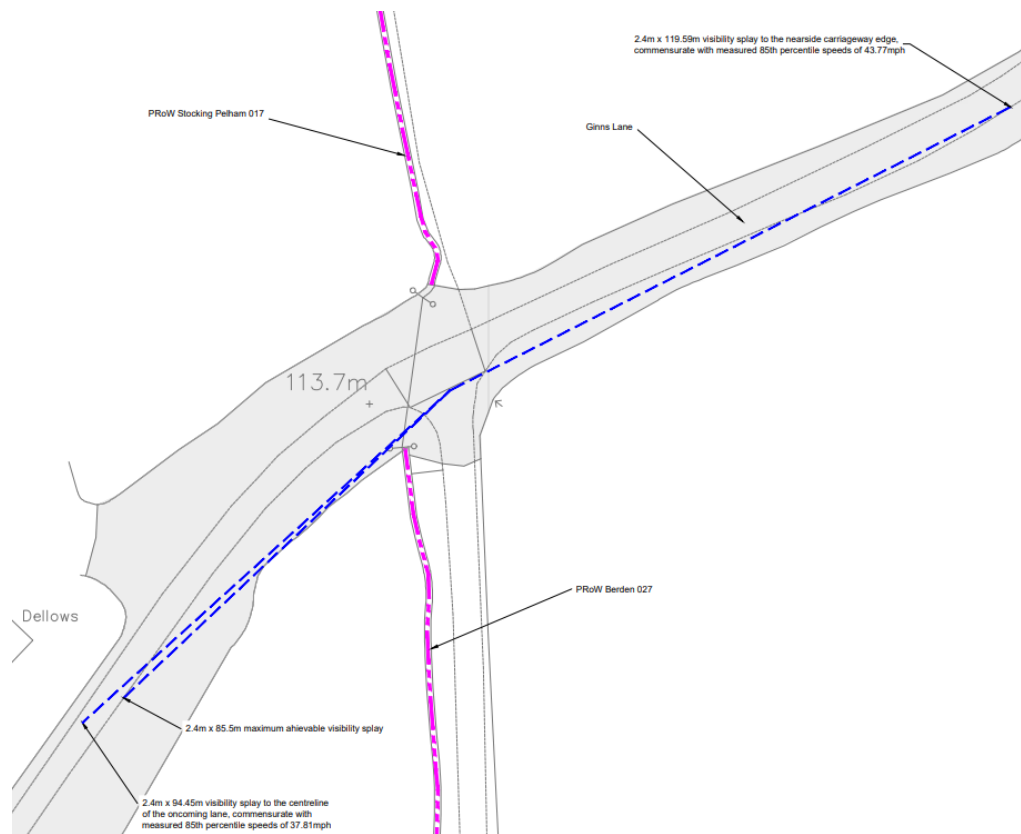 2.4m x 119.59m visibility splay to the nearside carriageway edge,
commensurate with measured 85th percentile speeds of 43.77mph
PRoW Stocking Pelham 017
Ginns Lane
113.7m
PRoW Berden 027
Dellows
2.4m x 85.5m maximum ahievable visibility splay
2.4m x 94.45m visibility splay to the centreline
of the oncoming lane, commensurate with
measured 85th percentile speeds of 37.81mph